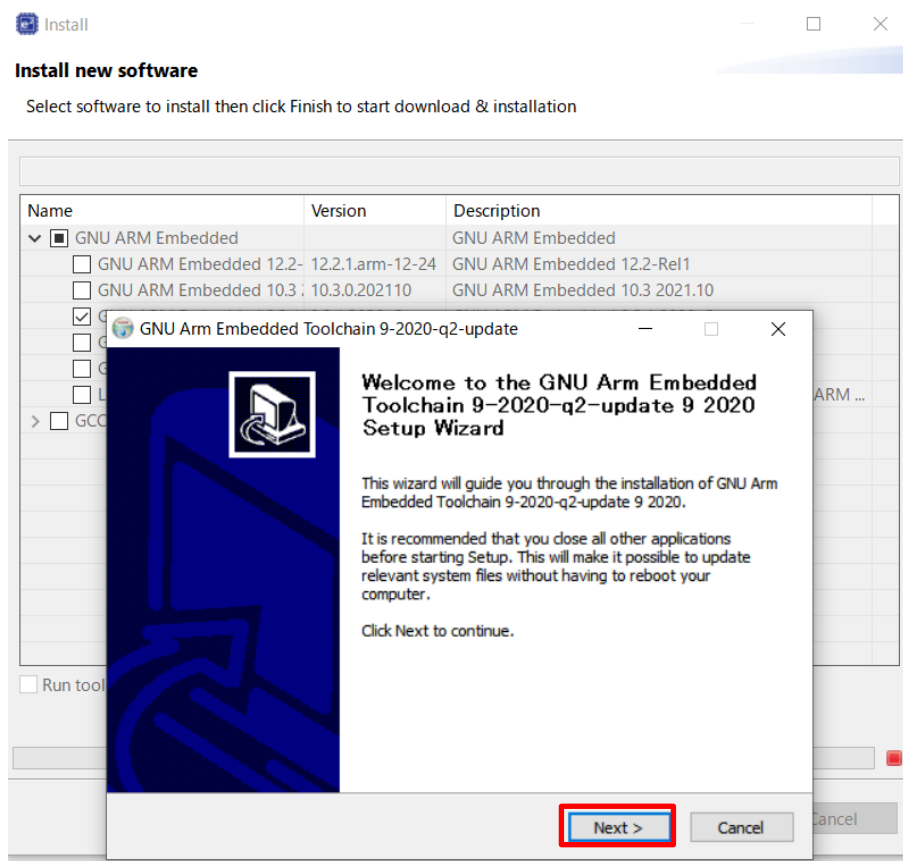 Install
Install new software
Select software to install then click Finish to start download & installation
Name Version Description
GNU ARM Embedded GNU ARM Embedded
GNU ARM Embedded 12.2- 12.2.1.arm-12-24 GNU ARM Embedded 12.2-Rel1
GNU ARM Embedded 10.3 10.3.0.202110 GNU ARM Embedded 10.3 2021.10
G
GNU Arm Embedded Toolchain 9-2020-q2-update
G
G
L ARM ...
GCC
Welcome to the GNU Arm Embedded
Toolchain 9-2020-q2-update 9 2020
Setup Wizard
This wizard will guide you through the installation of GNU Arm
Embedded Toolchain 9-2020-q2-update 9 2020.
It is recommended that you close all other applications
before starting Setup. This will make it possible to update
relevant system files without having to reboot your
computer.
Click Next to continue.
Run tool
Next >
Cancel
Cancel